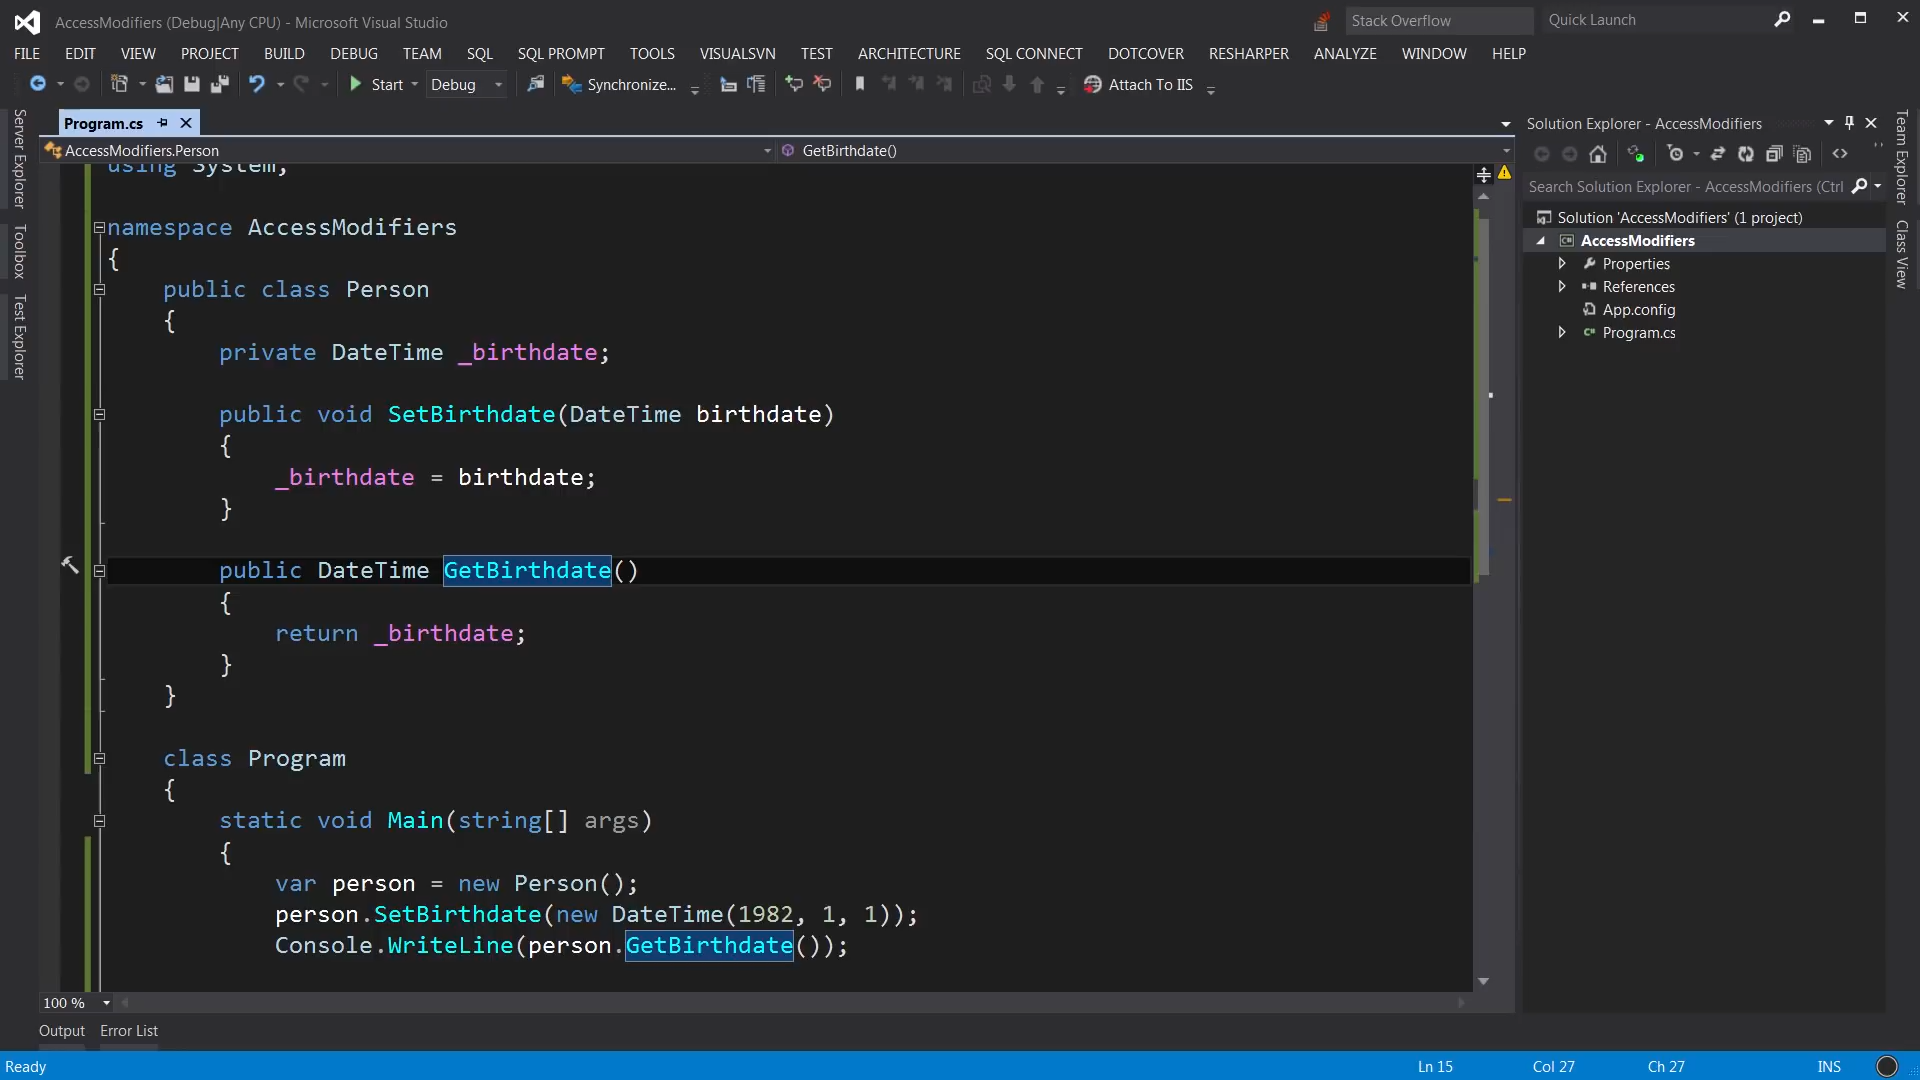 AccessModifiers (Debug|Any CPU) - Microsoft Visual Studio
Stack Overflow
Quick Launch
FILE EDIT VIEW PROJECT BUILD DEBUG TEAM SQL SQL PROMPT TOOLS VISUALSVN TEST ARCHITECTURE SQL CONNECT DOTCOVER RESHARPER ANALYZE WINDOW HELP
Start Debug Synchronize... Attach To IIS
Server Explorer
Toolbox
Test Explorer
Program.cs
AccessModifiers.Person
GetBirthdate()
using System;
namespace AccessModifiers
{
public class Person
{
private DateTime _birthdate;
public void SetBirthdate(DateTime birthdate)
{
_birthdate = birthdate;
}
public DateTime GetBirthdate()
{
return _birthdate;
}
}
class Program
{
static void Main(string[] args)
{
var person = new Person();
person.SetBirthdate(new DateTime(1982, 1, 1));
Console.WriteLine(person.GetBirthdate());
100 %
Solution Explorer - AccessModifiers
Search Solution Explorer - AccessModifiers (Ctrl
Solution 'AccessModifiers' (1 project)
AccessModifiers
Properties
References
App.config
C# Program.cs
Team Explorer
Class View
Output Error List
Ready
Ln 15 Col 27 Ch 27 INS